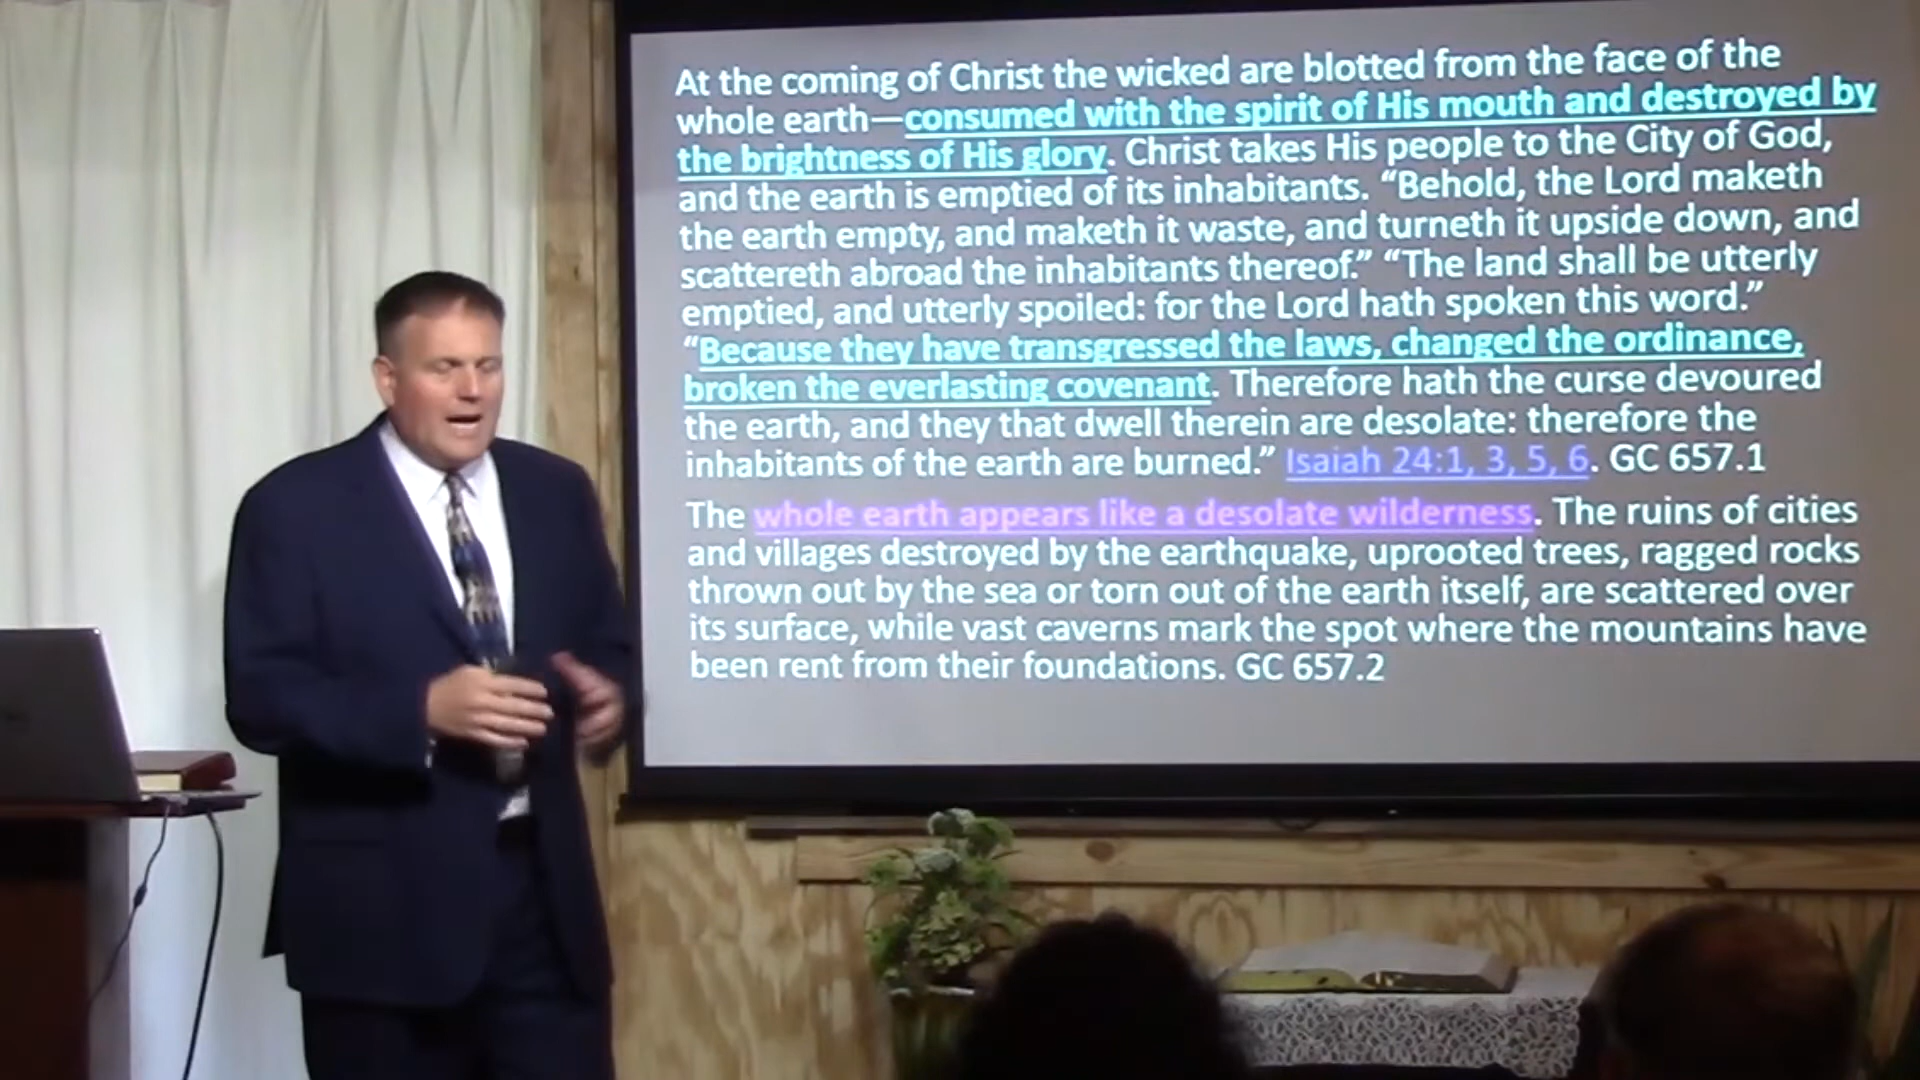 At the coming of Christ the wicked are blotted from the face of the
whole earth—consumed with the spirit of His mouth and destroyed by
the brightness of His glory. Christ takes His people to the City of God,
and the earth is emptied of its inhabitants. “Behold, the Lord maketh
the earth empty, and maketh it waste, and turneth it upside down, and
scattereth abroad the inhabitants thereof.” “The land shall be utterly
emptied, and utterly spoiled: for the Lord hath spoken this word.”
“Because they have transgressed the laws, changed the ordinance,
broken the everlasting covenant. Therefore hath the curse devoured
the earth, and they that dwell therein are desolate: therefore the
inhabitants of the earth are burned.” Isaiah 24:1, 3, 5, 6. GC 657.1
The whole earth appears like a desolate wilderness. The ruins of cities
and villages destroyed by the earthquake, uprooted trees, ragged rocks
thrown out by the sea or torn out of the earth itself, are scattered over
its surface, while vast caverns mark the spot where the mountains have
been rent from their foundations. GC 657.2